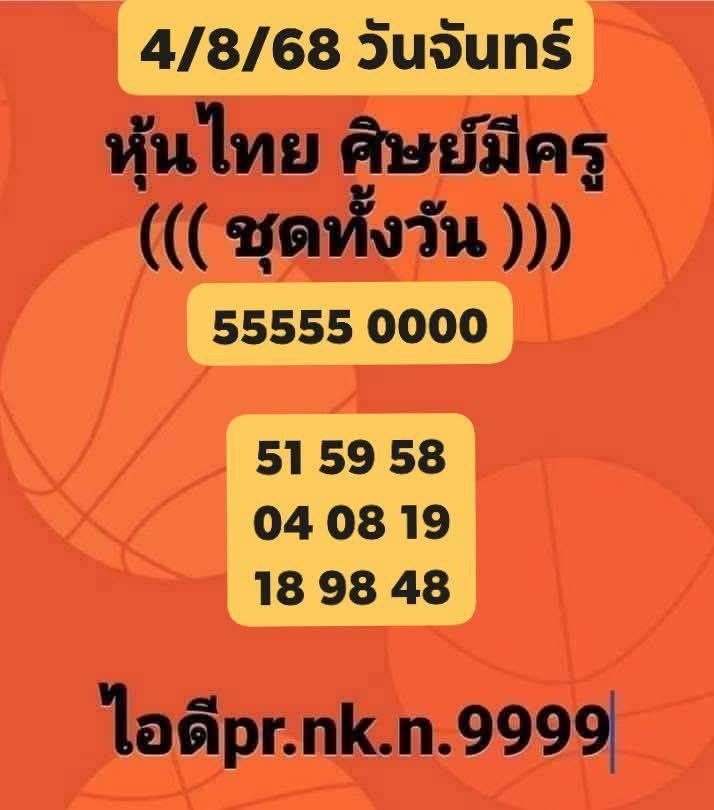 4/8/68 วันจันทร์
หุ้นไทย ศิษย์มีครู
((( ชุดทั้งวัน )))
55555 0000
51 59 58
04 08 19
18 98 48
ไอดีpr.nk.n.9999